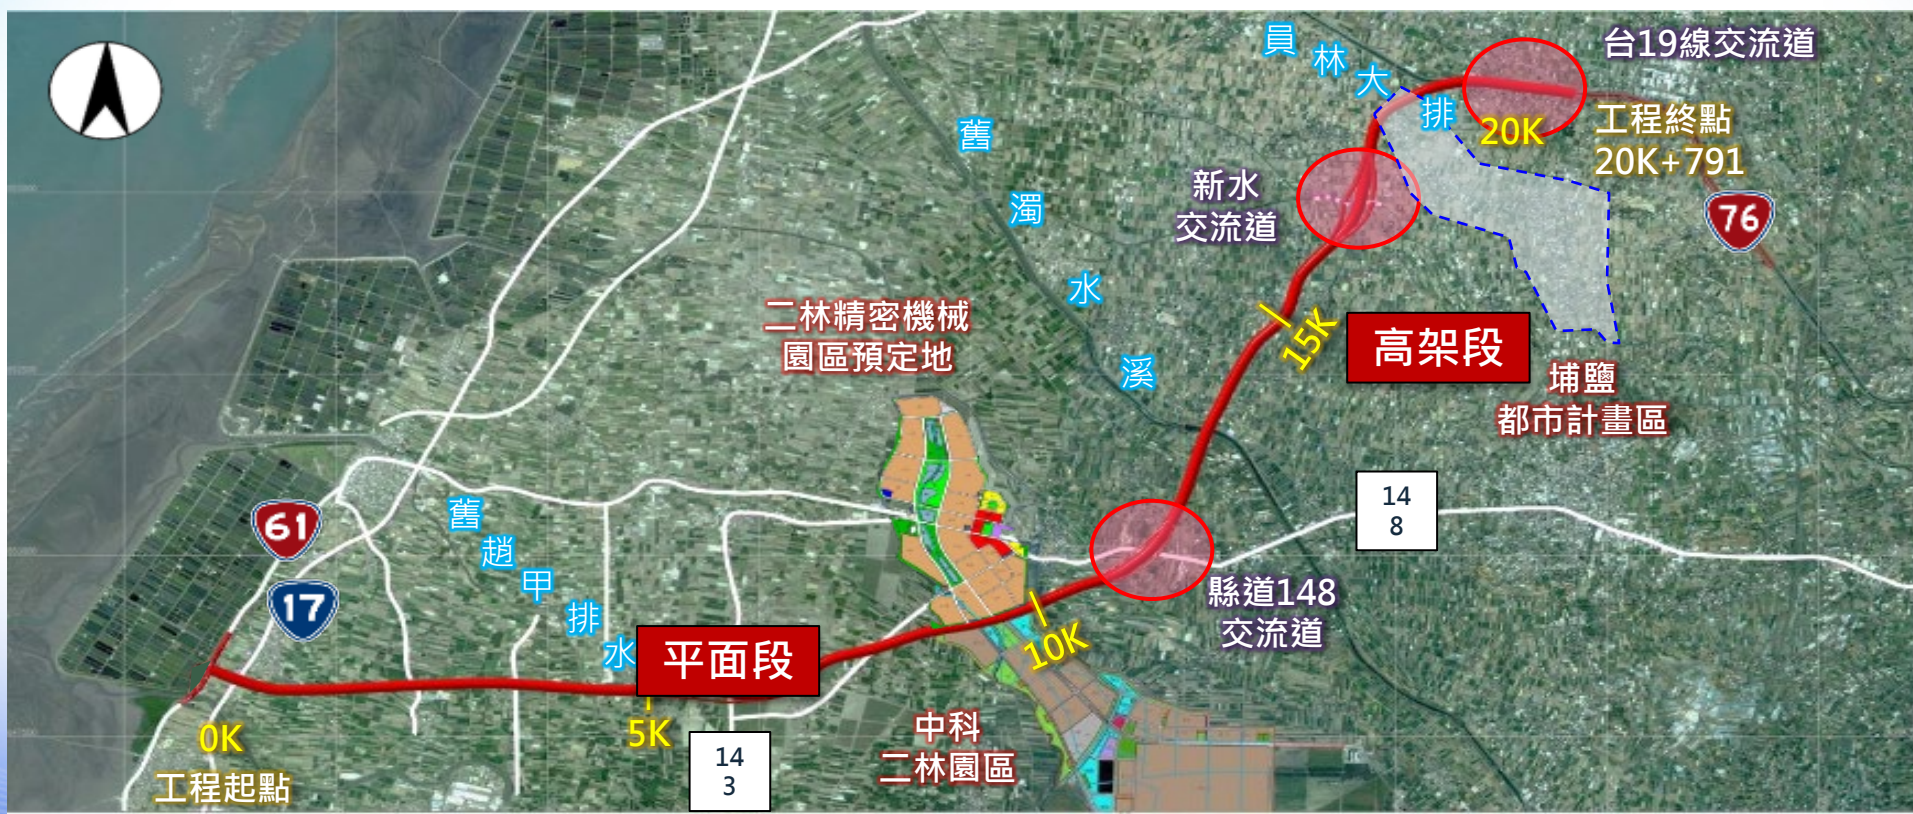 台19線交流道
員林大排
20K
工程終點
20K+791
舊濁水溪
新水
交流道
76
二林精密機械
園區預定地
15K
高架段
埔鹽
都市計畫區
14
8
61
舊趙甲排水
17
縣道148
交流道
10K
平面段
0K
工程起點
5K
14
3
中科
二林園區